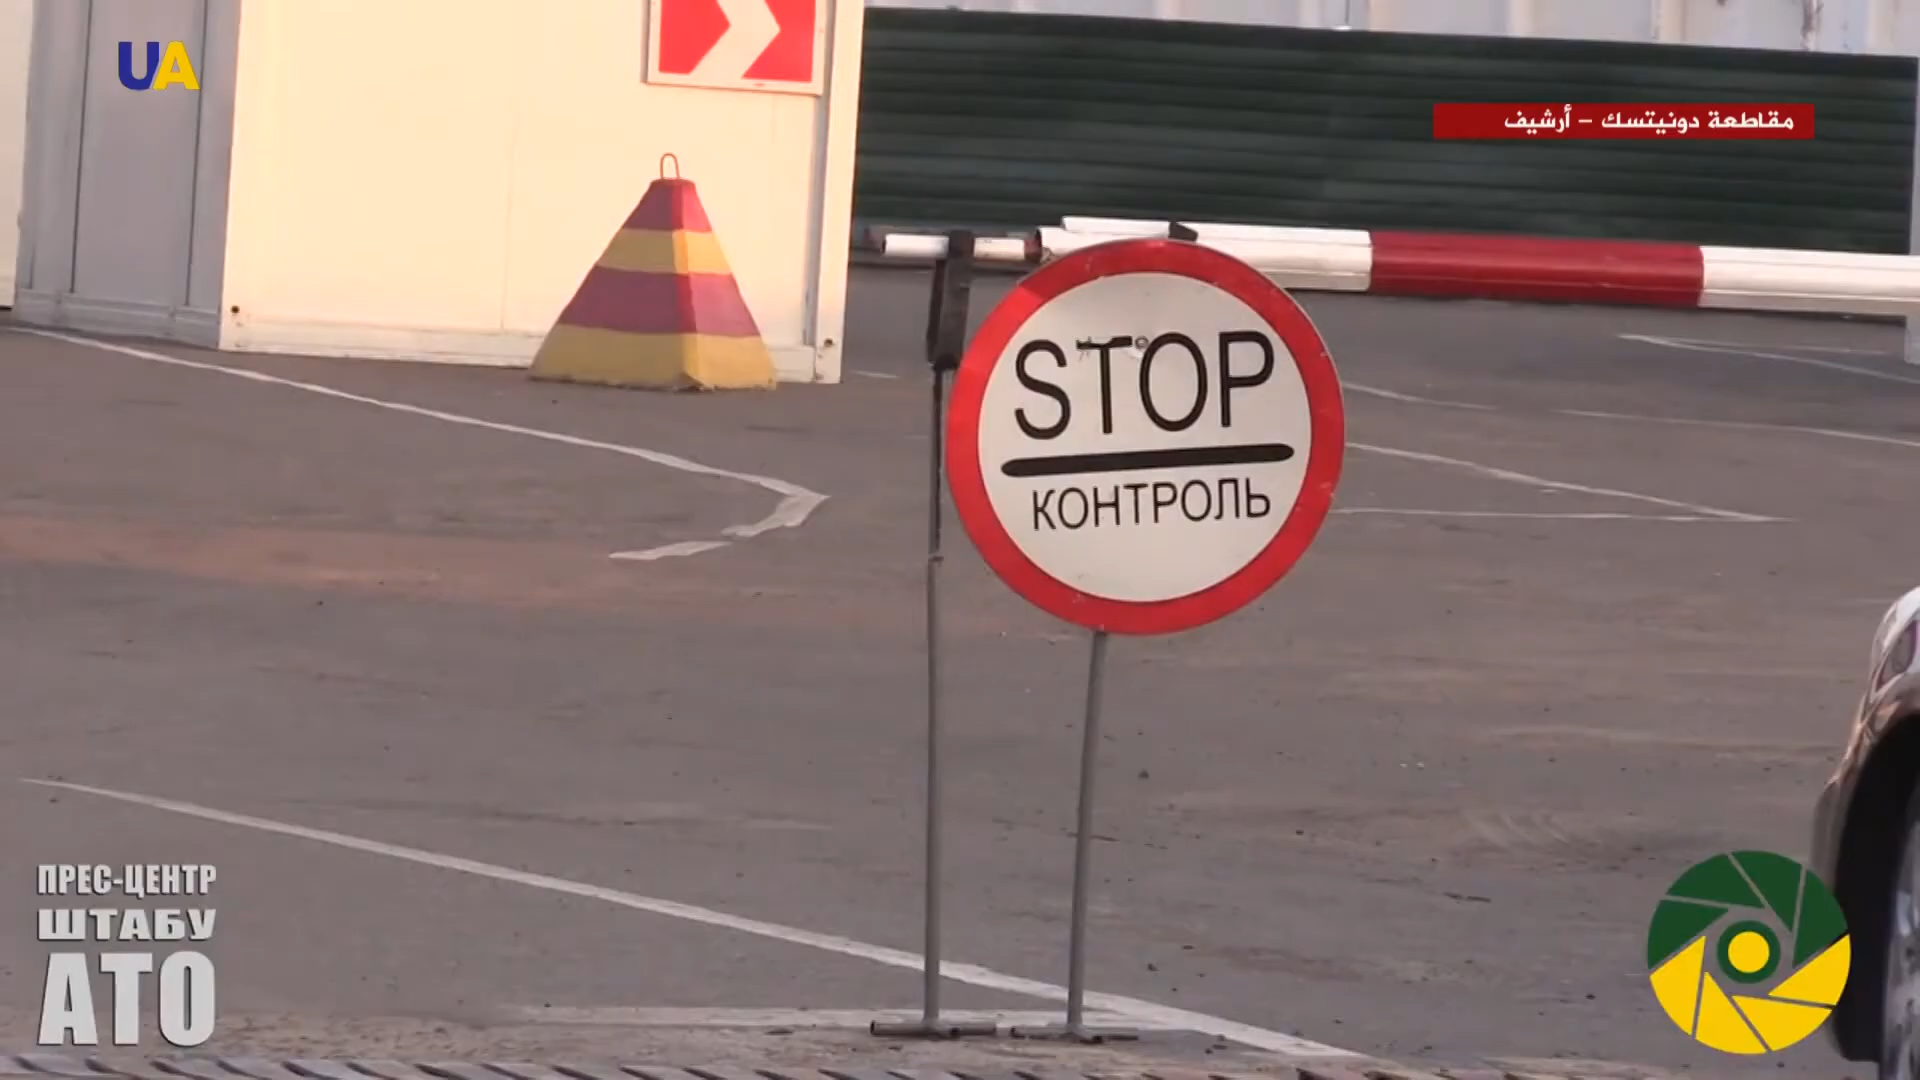 UA
مقاطعة دونيتسك - أرشيف
STOP
КОНТРОЛЬ
ПРЕС-ЦЕНТР
ШТАБУ
АТО